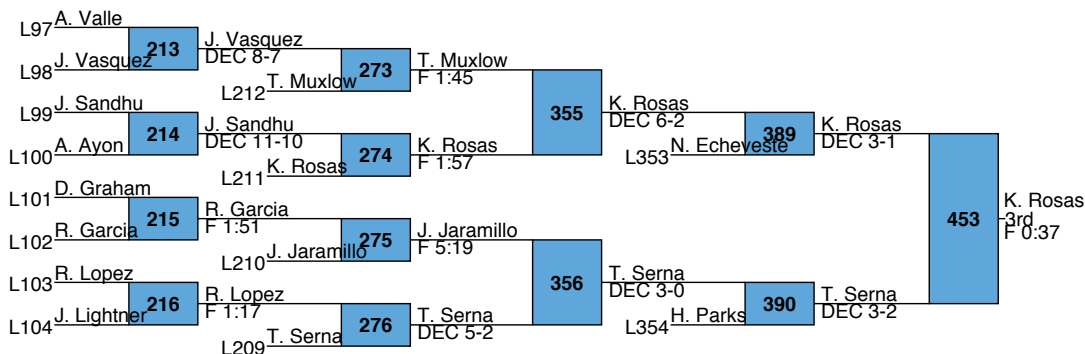 L97 A. Valle
213
J. Vasquez
DEC 8-7
L98 J. Vasquez
L212 T. Muxlow
273
T. Muxlow
F 1:45
L99 J. Sandhu
214
J. Sandhu
DEC 11-10
L100 A. Ayon
L211 K. Rosas
274
K. Rosas
F 1:57
355
K. Rosas
DEC 6-2
L353 N. Echeveste
389
K. Rosas
DEC 3-1
L101 D. Graham
215
R. Garcia
F 1:51
L102 R. Garcia
L210 J. Jaramillo
275
J. Jaramillo
F 5:19
L103 R. Lopez
216
R. Lopez
F 1:17
L104 J. Lightner
L209 T. Serna
276
T. Serna
DEC 5-2
356
T. Serna
DEC 3-0
L354 H. Parks
390
T. Serna
DEC 3-2
453
K. Rosas
3rd
F 0:37